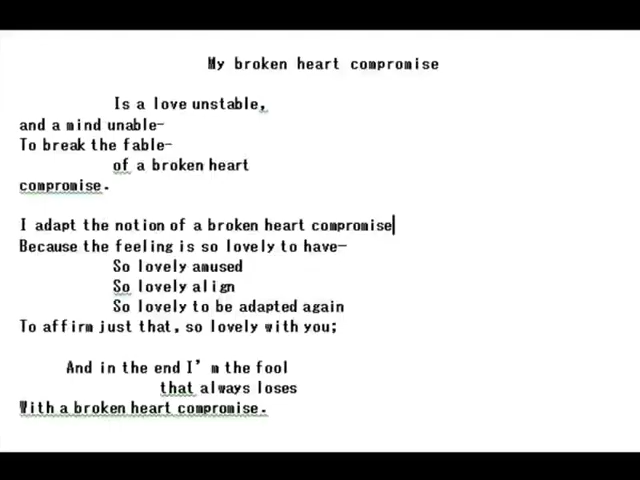 My broken heart compromise
Is a love unstable,
and a mind unable-
To break the fable-
of a broken heart
compromise.
I adapt the notion of a broken heart compromise
Because the feeling is so lovely to have-
So lovely amused
So lovely align
So lovely to be adapted again
To affirm just that, so lovely with you;
And in the end I'm the fool
that always loses
With a broken heart compromise.